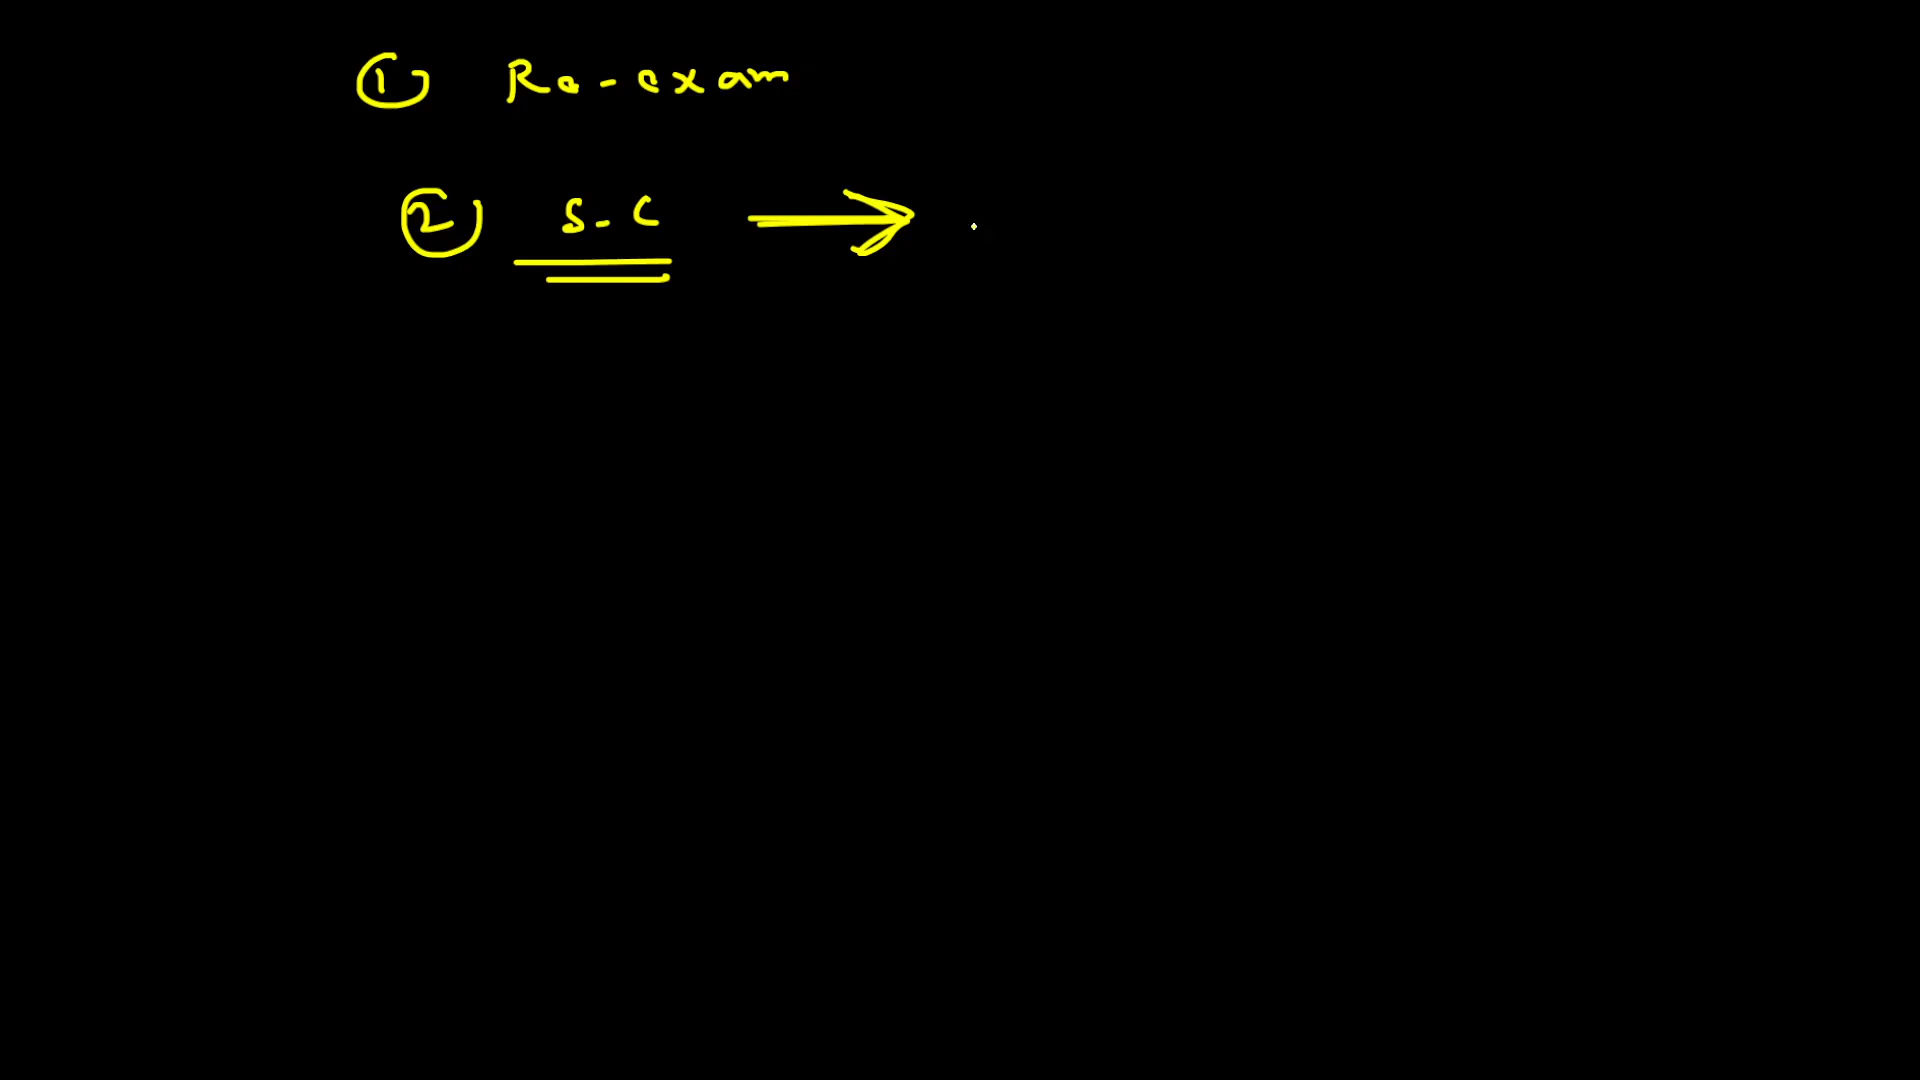 ① Re-exam
② S-C →